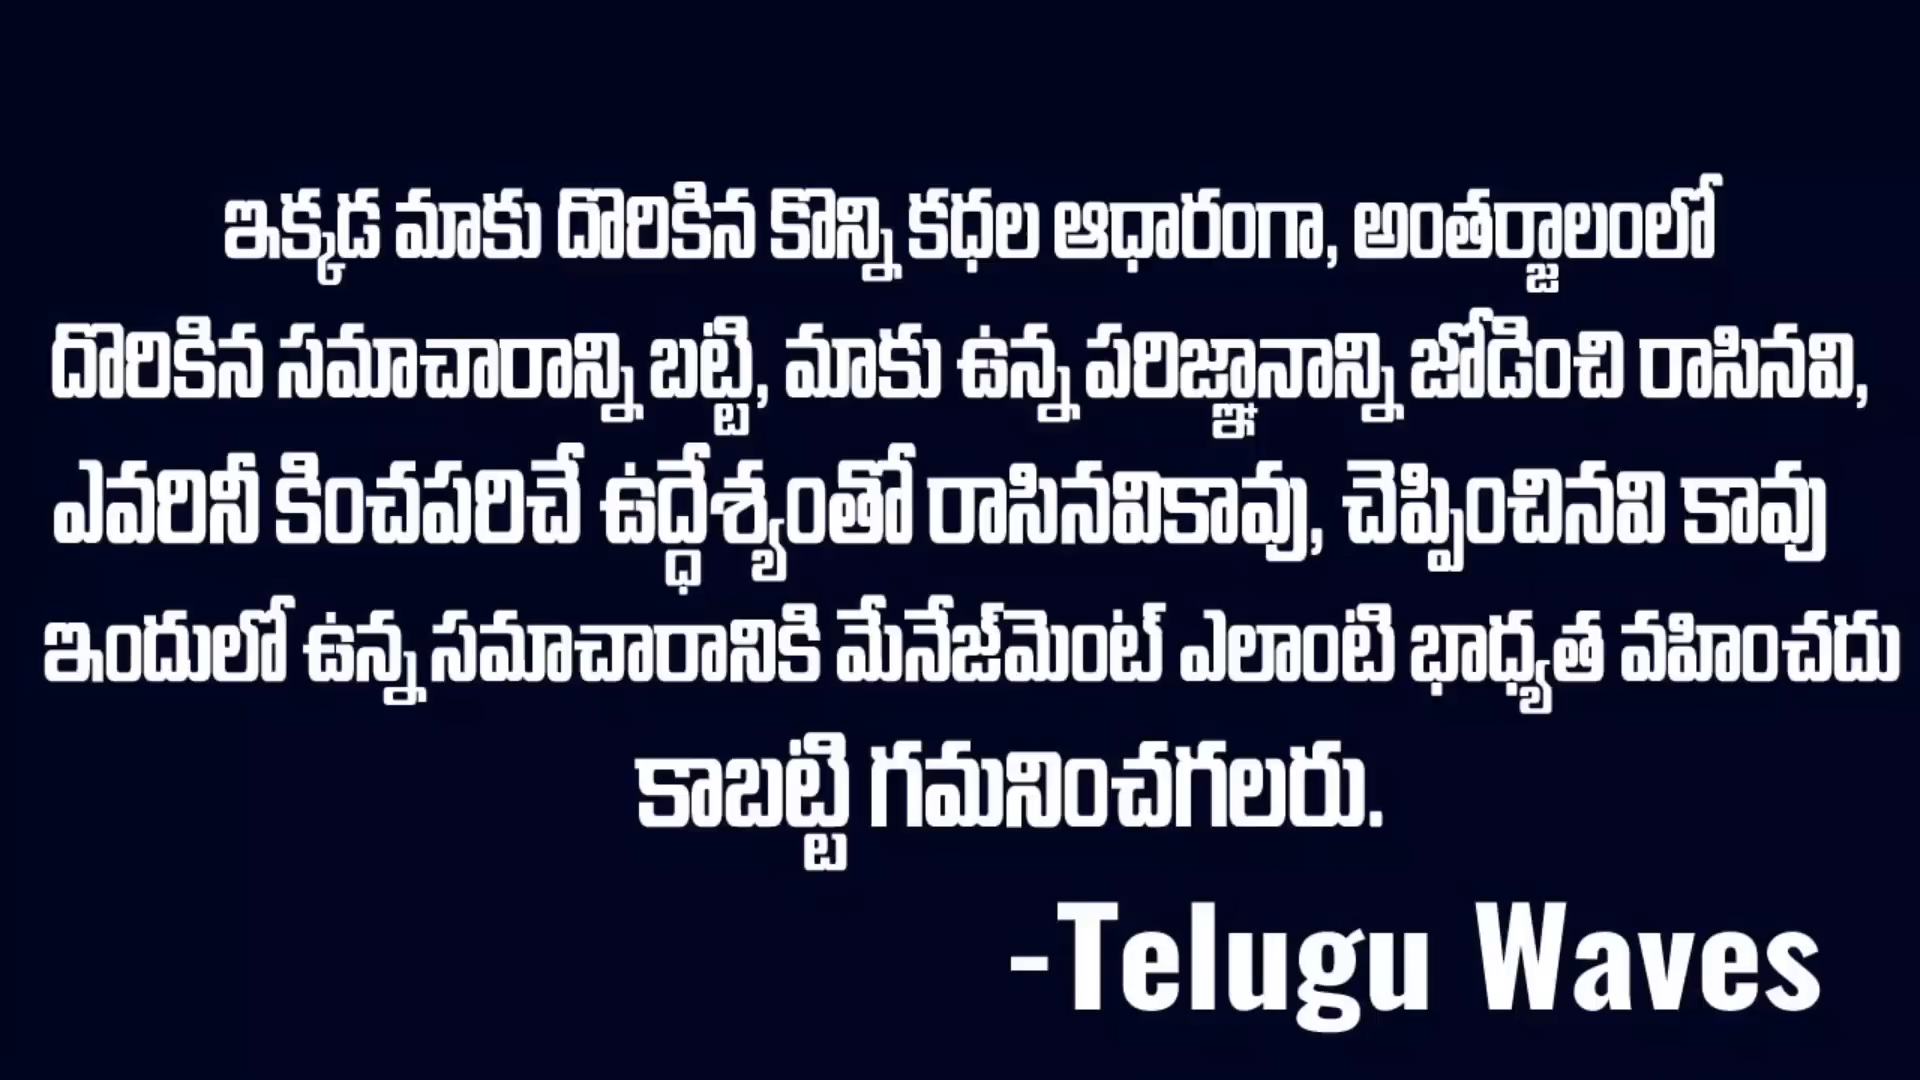 ఇక్కడ మాకు దొరికిన కొన్ని కధల ఆధారంగా, అంతర్జాలంలో
దొరికిన సమాచారాన్ని బట్టి, మాకు ఉన్న పరిజ్ఞానాన్ని జోడించి రాసినవి,
ఎవరినీ కించపరిచే ఉద్ధేశ్యంతో రాసినవికావు, చెప్పించినవి కావు
ఇందులో ఉన్న సమాచారానికి మేనేజ్‌మెంట్ ఎలాంటి భాధ్యత వహించదు
కాబట్టి గమనించగలరు.
-Telugu Waves